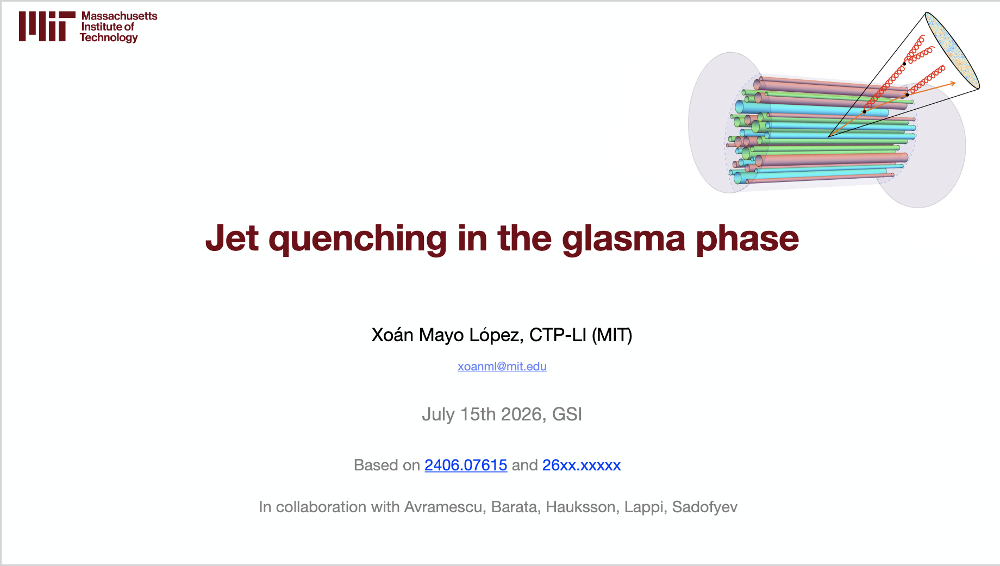 Massachusetts
Institute of
Technology
Jet quenching in the glasma phase
Xoán Mayo López, CTP-LI (MIT)
xoanml@mit.edu
July 15th 2026, GSI
Based on 2406.07615 and 26xx.xxxxx
In collaboration with Avramescu, Barata, Hauksson, Lappi, Sadofyev